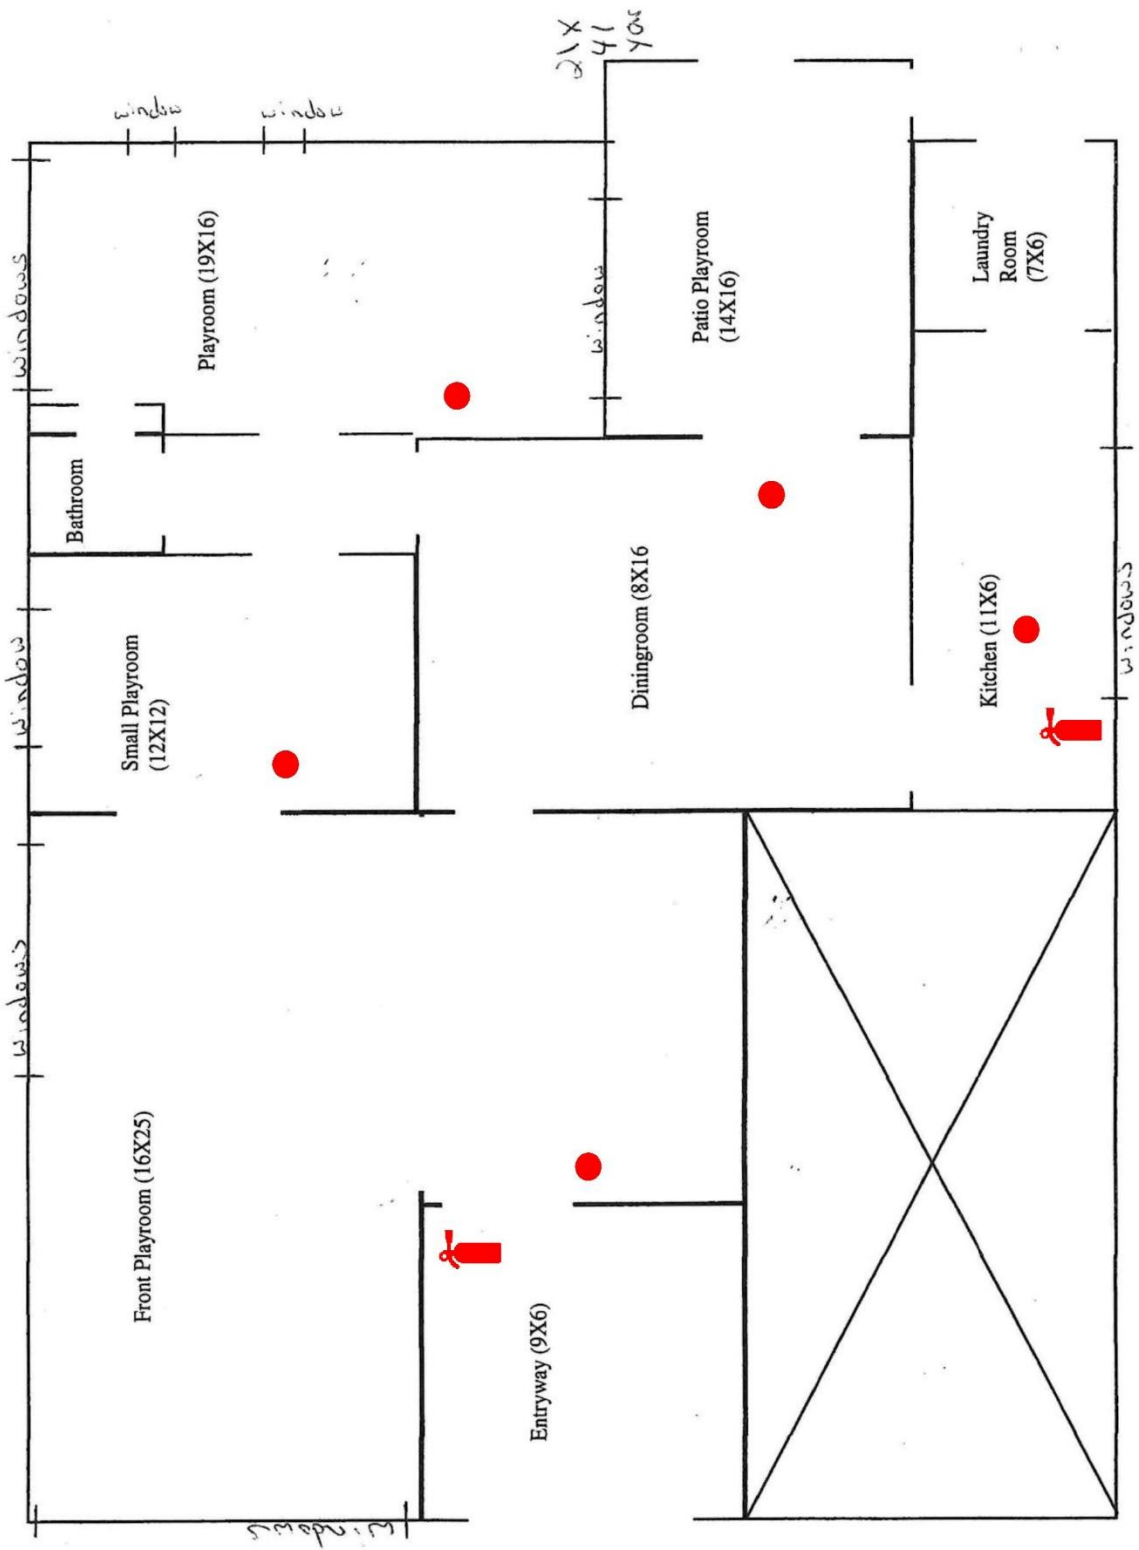 windows
window
windows
Bathroom
Front Playroom (16X25)
Small Playroom
(12X12)
window
Playroom (19X16)
windows
window
Entryway (9X6)
21X
41
window
Diningroom (8X16
Patio Playroom
(14X16)
Kitchen (11X6)
Laundry
Room
(7X6)
windows